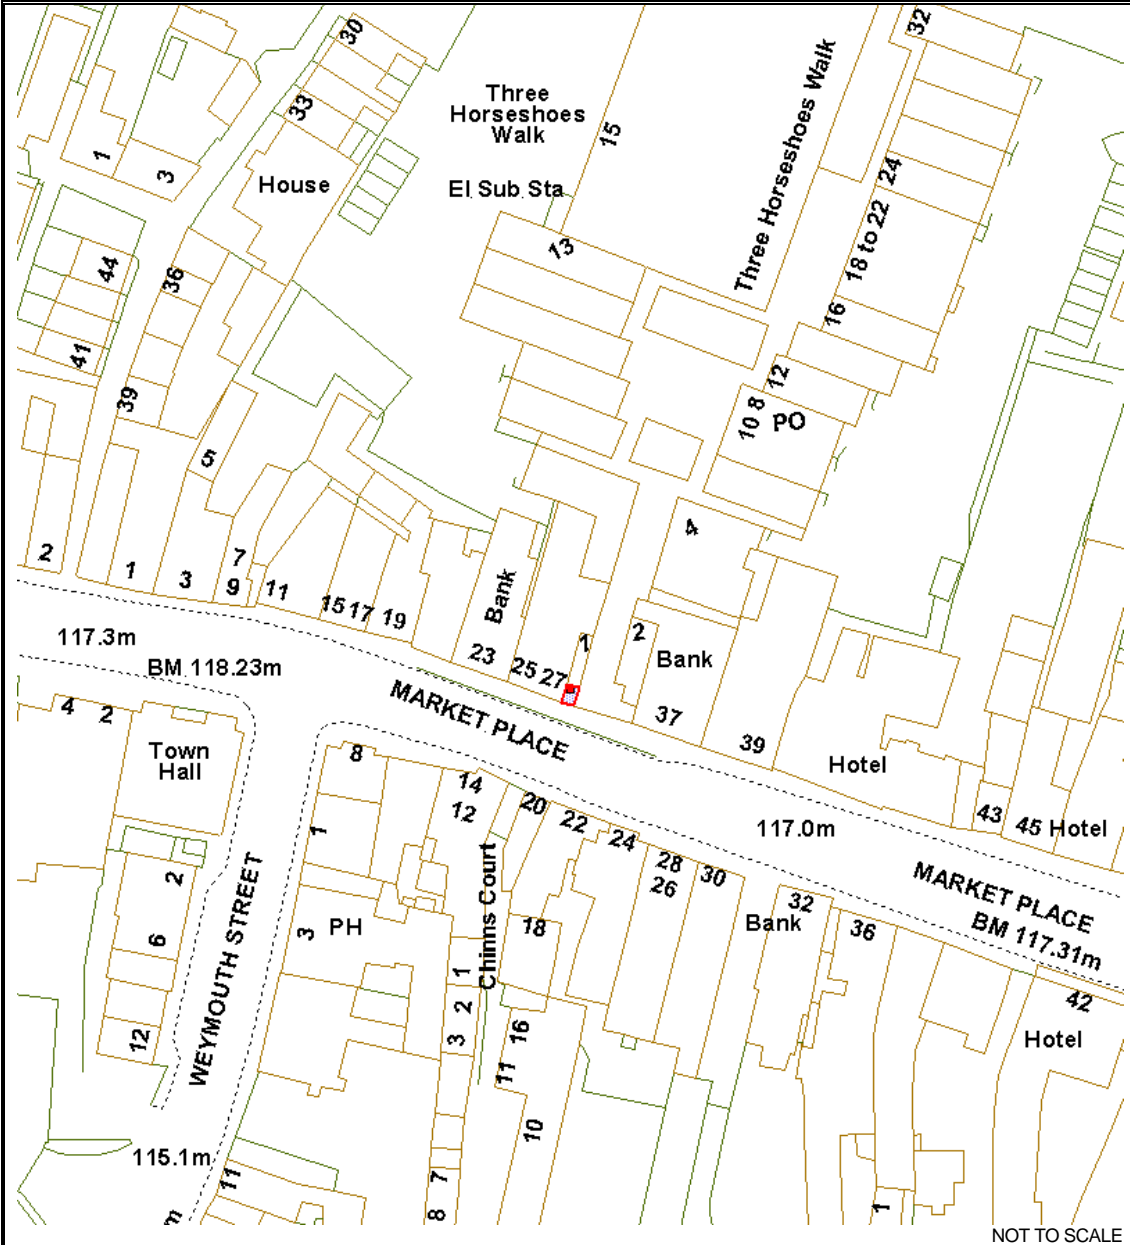 30
32
33
Three
Horseshoes
Walk
15
Three Horseshoes Walk
1
3
House
El Sub Sta
24
18 to 22
13
44
36
16
41
39
12
10 8
PO
5
4
2
1
3
7
9
11
15 17
19
Bank
23
25 27
1
2
Bank
37
39
117.3m
BM 118.23m
MARKET PLACE
4 2
Town
Hall
8
14
12
20
22
24
28
26
30
117.0m
Hotel
43
45 Hotel
MARKET PLACE
BM 117.31m
1
2
6
12
WEYMOUTH STREET
3
PH
Chinns Court
18
1
2
3
16
11
10
32
Bank
36
42
Hotel
115.1m
11
7
8
1
m
NOT TO SCALE